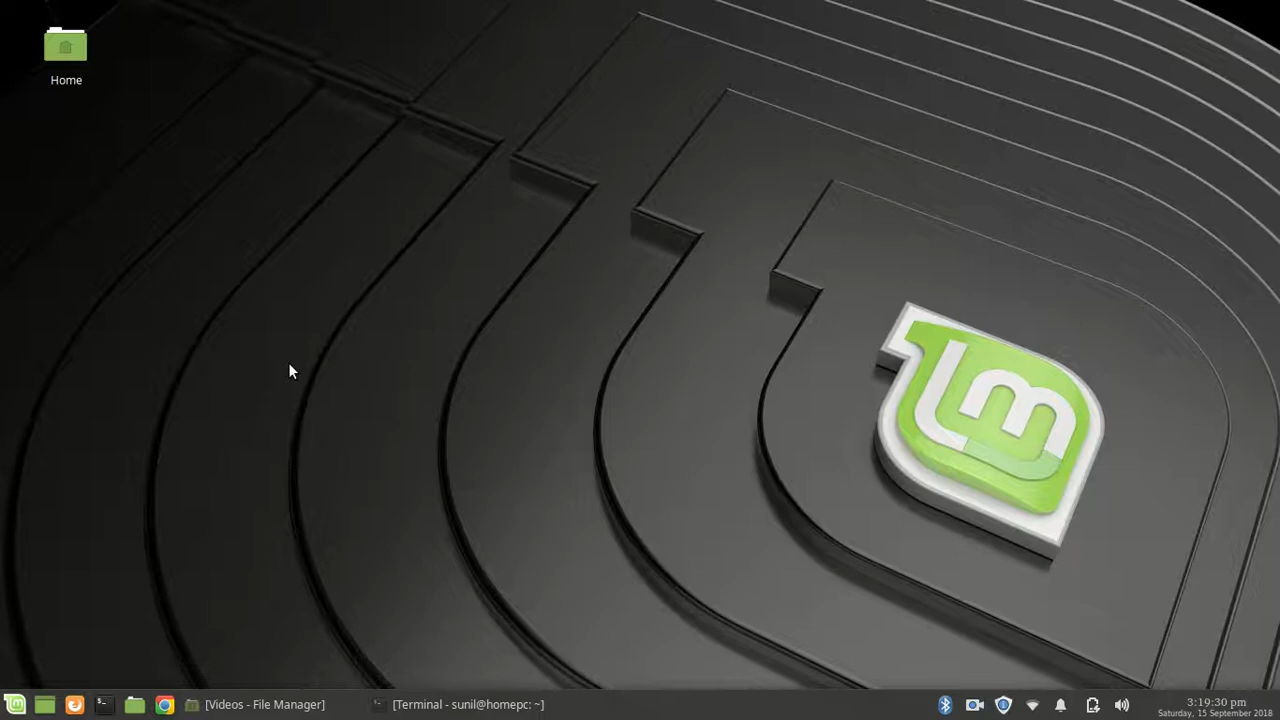 Home
[Videos - File Manager]
[Terminal - sunil@homepc: ~]
3:19:30 pm
Saturday, 15 September 2018